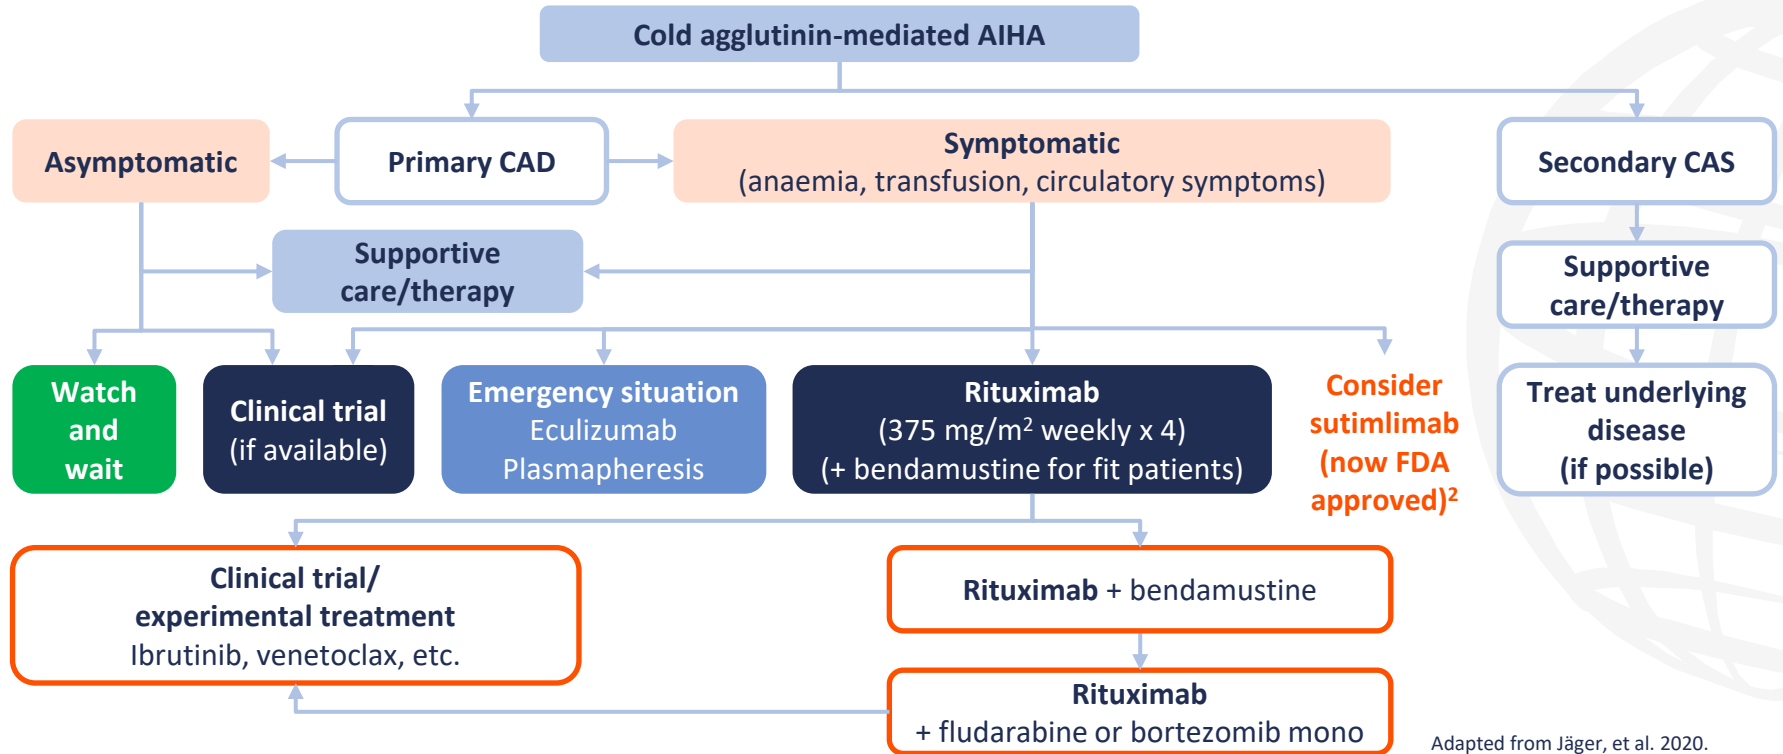 Cold agglutinin-mediated AIHA
Asymptomatic
Primary CAD
Symptomatic
(anaemia, transfusion, circulatory symptoms)
Secondary CAS
Supportive
care/therapy
Supportive
care/therapy
Watch
and
wait
Clinical trial
(if available)
Emergency situation
Eculizumab
Plasmapheresis
Rituximab
(375 mg/m² weekly x 4)
(+ bendamustine for fit patients)
Consider
sutimlimab
(now FDA
approved)²
Treat underlying
disease
(if possible)
Clinical trial/
experimental treatment
Ibrutinib, venetoclax, etc.
Rituximab + bendamustine
Rituximab
+ fludarabine or bortezomib mono
Adapted from Jäger, et al. 2020.